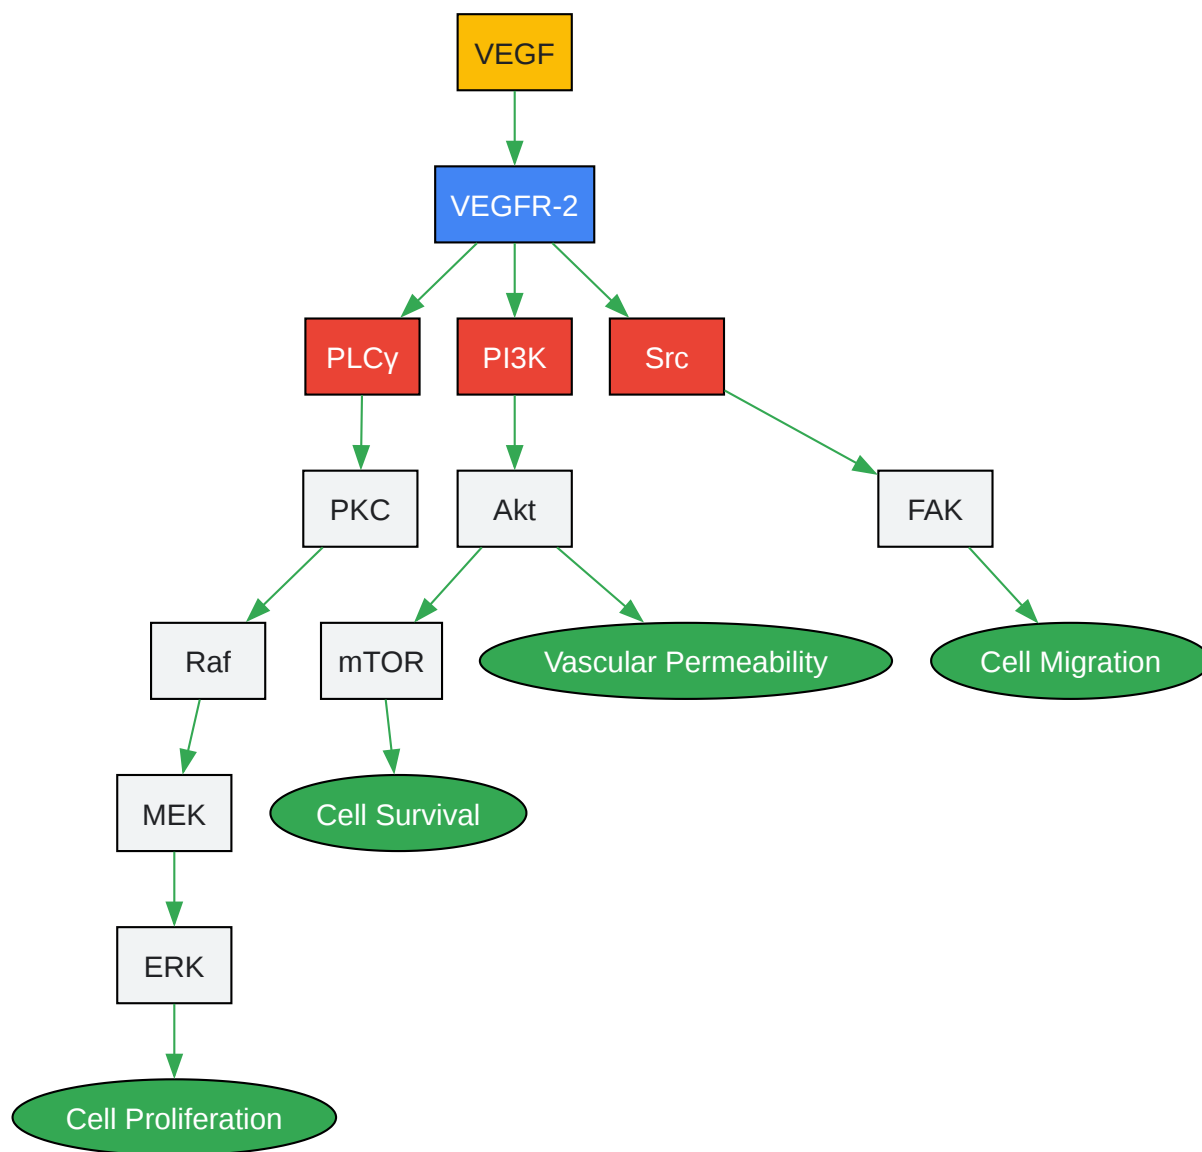 VEGF
VEGFR-2
PLCγ
PI3K
Src
PKC
Akt
FAK
Raf
mTOR
Vascular Permeability
Cell Migration
MEK
Cell Survival
ERK
Cell Proliferation